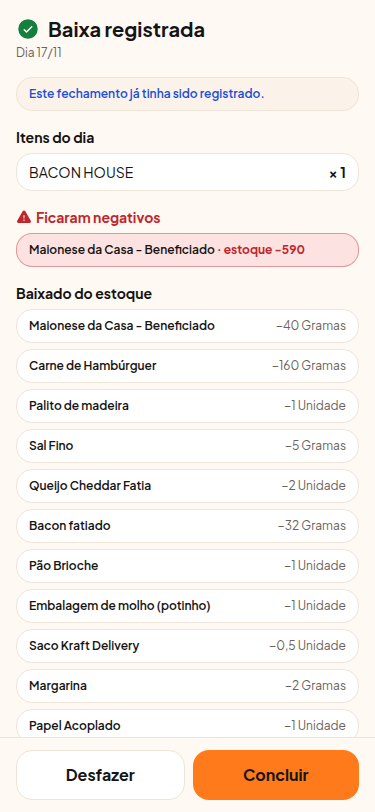 Baixa registrada
Dia 17/11
Este fechamento já tinha sido registrado.
Itens do dia
BACON HOUSE × 1
Ficaram negativos
Maionese da Casa - Beneficiado · estoque −590
Baixado do estoque
Maionese da Casa - Beneficiado −40 Gramas
Carne de Hambúrguer −160 Gramas
Palito de madeira −1 Unidade
Sal Fino −5 Gramas
Queijo Cheddar Fatia −2 Unidade
Bacon fatiado −32 Gramas
Pão Brioche −1 Unidade
Embalagem de molho (potinho) −1 Unidade
Saco Kraft Delivery −0,5 Unidade
Margarina −2 Gramas
Papel Acoplado −1 Unidade
Desfazer Concluir